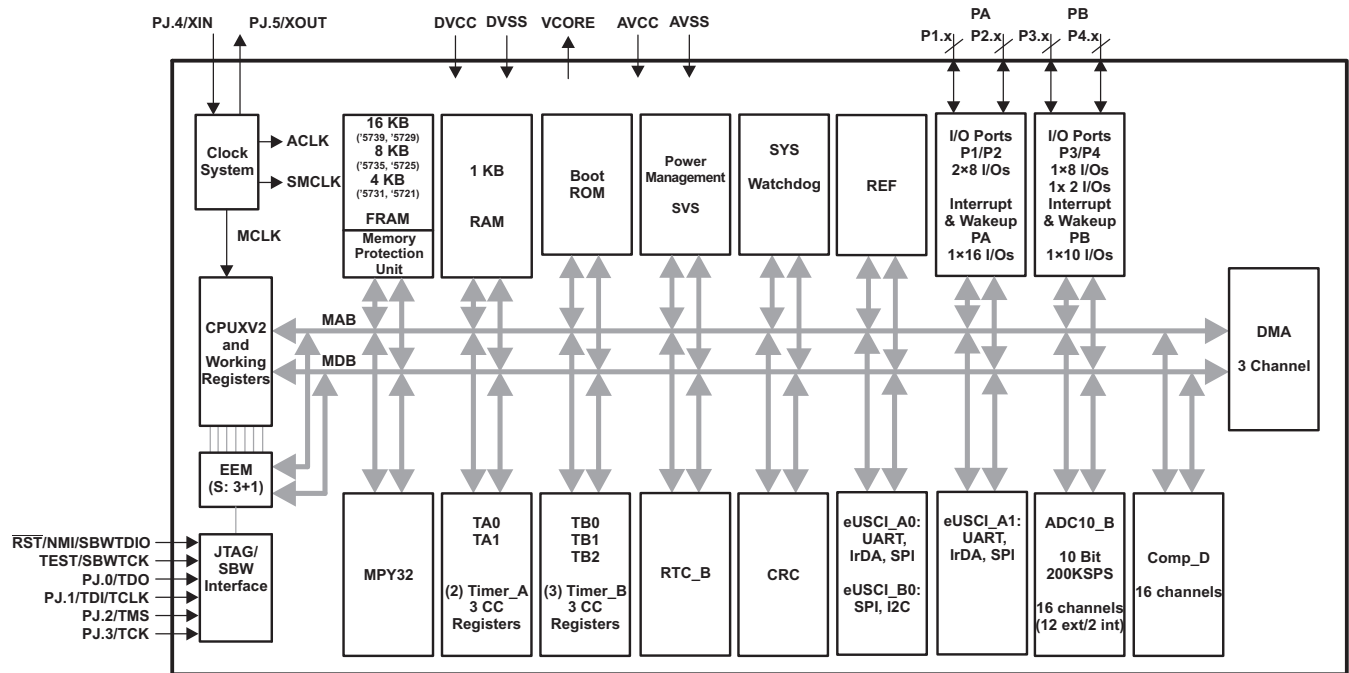 PJ.4/XIN
PJ.5/XOUT
DVCC
DVSS
VCORE
AVCC
AVSS
PA
P1.x
P2.x
PB
P3.x
P4.x
Clock
System
ACLK
SMCLK
MCLK
16 KB
('5739, '5729)
8 KB
('5735, '5725)
4 KB
('5731, '5721)
FRAM
Memory
Protection
Unit
1 KB
RAM
Boot
ROM
Power
Management
SVS
SYS
Watchdog
REF
I/O Ports
P1/P2
2×8 I/Os
Interrupt
& Wakeup
PA
1×16 I/Os
I/O Ports
P3/P4
1×8 I/Os
1x 2 I/Os
Interrupt
& Wakeup
PB
1×10 I/Os
CPUXV2
and
Working
Registers
MAB
MDB
DMA
3 Channel
EEM
(S: 3+1)
RST/NMI/SBWTDIO
TEST/SBWTCK
PJ.0/TDO
PJ.1/TDI/TCLK
PJ.2/TMS
PJ.3/TCK
JTAG/
SBW
Interface
MPY32
TA0
TA1
(2) Timer_A
3 CC
Registers
TB0
TB1
TB2
(3) Timer_B
3 CC
Registers
RTC_B
CRC
eUSCI_A0:
UART,
IrDA, SPI
eUSCI_B0:
SPI, I2C
eUSCI_A1:
UART,
IrDA, SPI
ADC10_B
10 Bit
200KSPS
16 channels
(12 ext/2 int)
Comp_D
16 channels